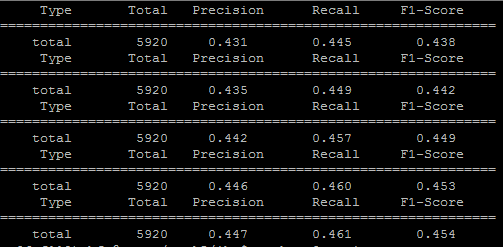 Type Total Precision Recall F1-Score
================================================================
total 5920 0.431 0.445 0.438
Type Total Precision Recall F1-Score
================================================================
total 5920 0.435 0.449 0.442
Type Total Precision Recall F1-Score
================================================================
total 5920 0.442 0.457 0.449
Type Total Precision Recall F1-Score
================================================================
total 5920 0.446 0.460 0.453
Type Total Precision Recall F1-Score
================================================================
total 5920 0.447 0.461 0.454